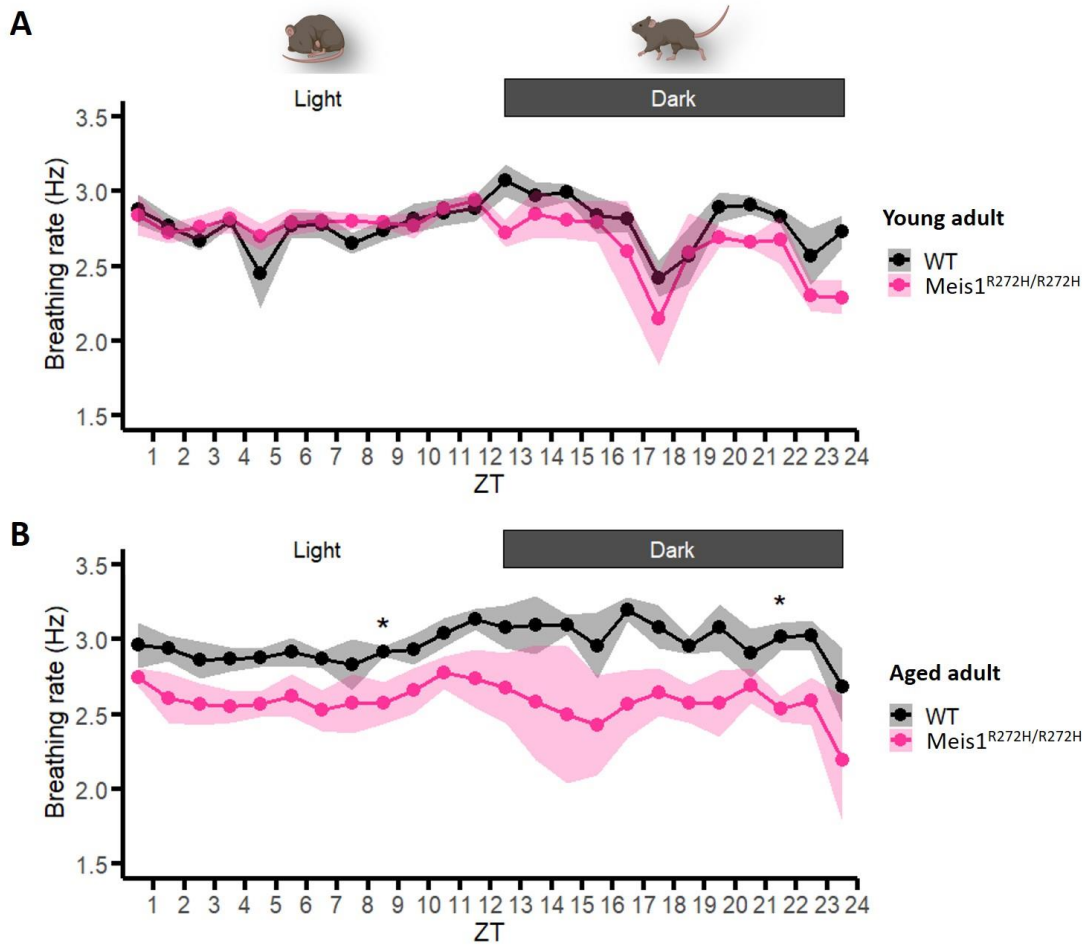 A
Light
Dark
3.5
3.0
2.5
2.0
1.5
Breathing rate (Hz)
1 2 3 4 5 6 7 8 9 10 11 12 13 14 15 16 17 18 19 20 21 22 23 24
ZT
Young adult
WT
Meis1R272H/R272H
B
Light
Dark
3.5
3.0
2.5
2.0
1.5
Breathing rate (Hz)
* *
1 2 3 4 5 6 7 8 9 10 11 12 13 14 15 16 17 18 19 20 21 22 23 24
ZT
Aged adult
WT
Meis1R272H/R272H